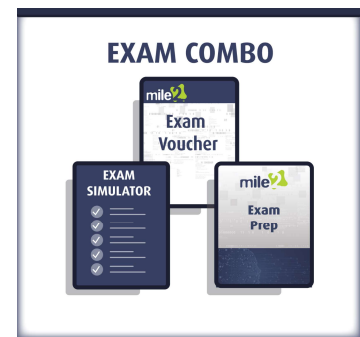 EXAM COMBO
mile2
Exam
Voucher
EXAM
SIMULATOR
mile2
Exam
Prep